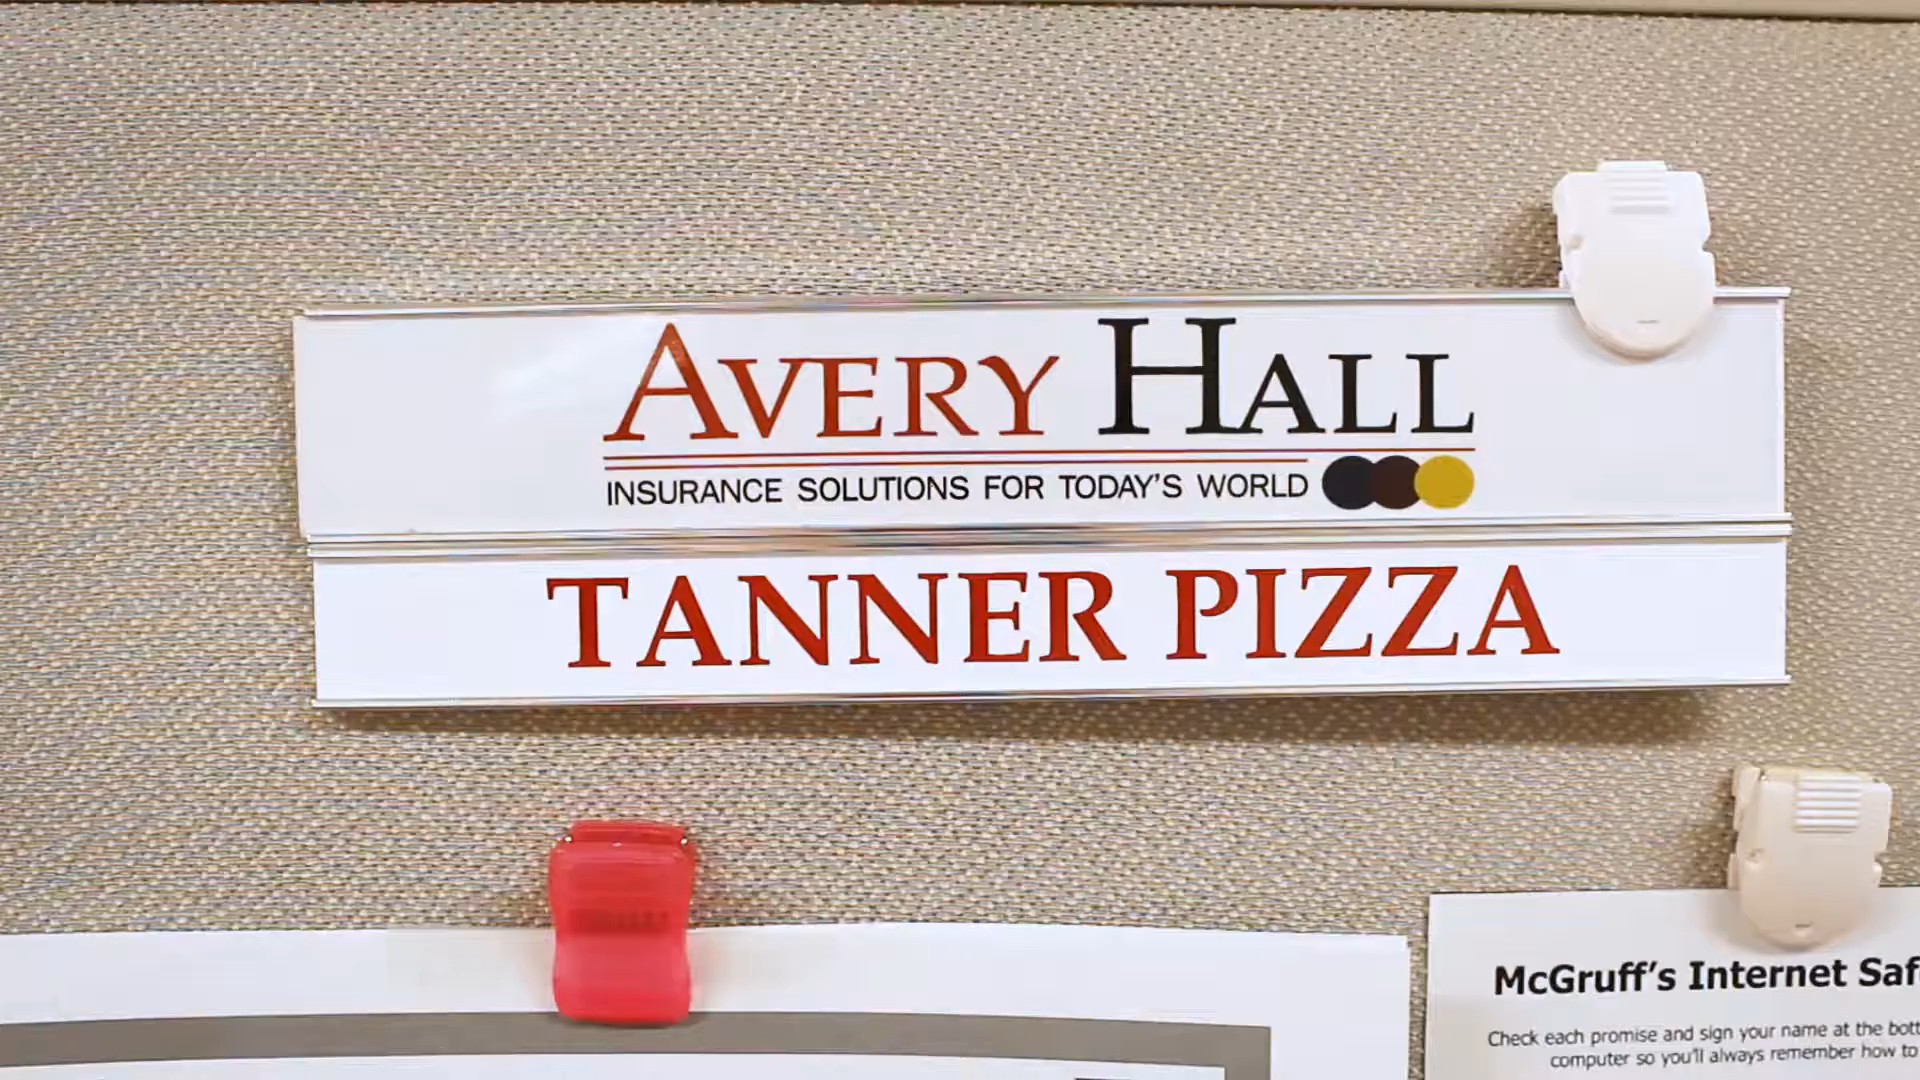 AVERY HALL
INSURANCE SOLUTIONS FOR TODAY'S WORLD
TANNER PIZZA
McGruff's Internet Saf
Check each promise and sign your name at the bott
computer so you'll always remember how to